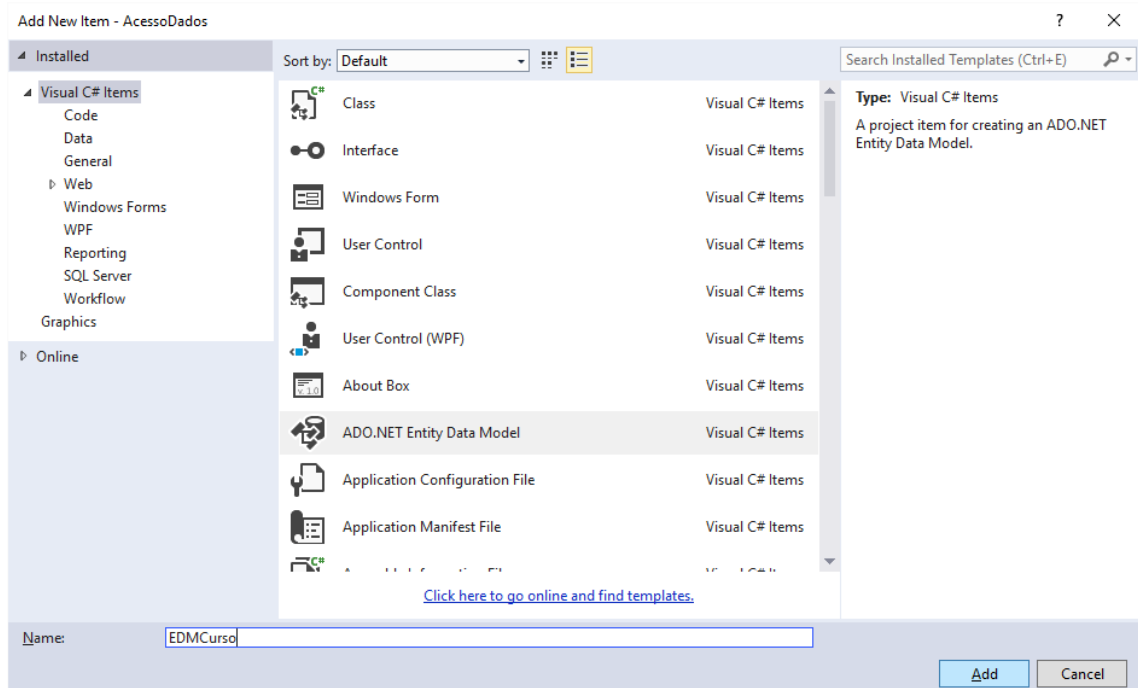 Add New Item - AcessoDados
? ×
Installed
Sort by: Default
Search Installed Templates (Ctrl+E)
Visual C# Items
Code
Data
General
Web
Windows Forms
WPF
Reporting
SQL Server
Workflow
Graphics
Online
C# Class Visual C# Items
Interface Visual C# Items
Windows Form Visual C# Items
User Control Visual C# Items
Component Class Visual C# Items
User Control (WPF) Visual C# Items
v. 1.0 About Box Visual C# Items
ADO.NET Entity Data Model Visual C# Items
Application Configuration File Visual C# Items
Application Manifest File Visual C# Items
C#
Click here to go online and find templates.
Type: Visual C# Items
A project item for creating an ADO.NET
Entity Data Model.
Name: EDMCurso
Add Cancel